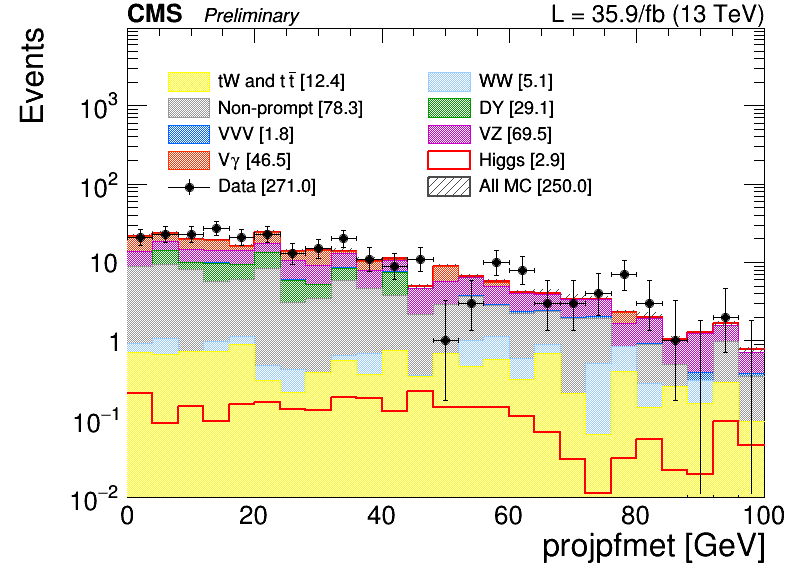 CMS Preliminary L = 35.9/fb (13 TeV)
Events
tW and tt̅ [12.4] WW [5.1]
Non-prompt [78.3] DY [29.1]
VVV [1.8] VZ [69.5]
Vγ [46.5] Higgs [2.9]
Data [271.0] All MC [250.0]
10³
10²
10
1
10⁻¹
10⁻²
0 20 40 60 80 100
projpfmet [GeV]